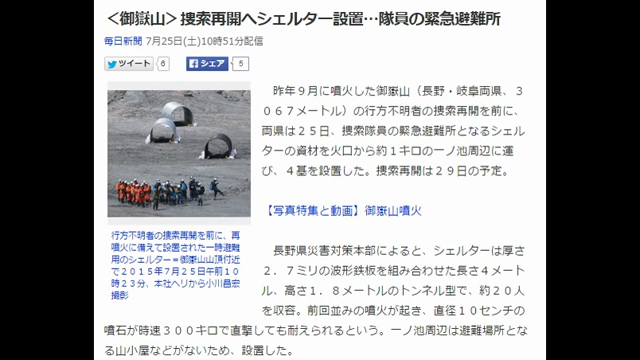 ＜御嶽山＞捜索再開へシェルター設置…隊員の緊急避難所
毎日新聞 7月25日(土)10時51分配信
ツイート 6 シェア 5
昨年９月に噴火した御嶽山（長野・岐阜両県、３
０６７メートル）の行方不明者の捜索再開を前に、
両県は２５日、捜索隊員の緊急避難所となるシェル
ターの資材を火口から約１キロの一ノ池周辺に運
び、４基を設置した。捜索再開は２９日の予定。
【写真特集と動画】御嶽山噴火
行方不明者の捜索再開を前に、再
噴火に備えて設置された一時避難
用のシェルター＝御嶽山山頂付近
で２０１５年７月２５日午前１０
時２３分、本社ヘリから小川昌宏
撮影
長野県災害対策本部によると、シェルターは厚さ
２．７ミリの波形鉄板を組み合わせた長さ４メート
ル、高さ１．８メートルのトンネル型で、約２０人
を収容。前回並みの噴火が起き、直径１０センチの
噴石が時速３００キロで直撃しても耐えられるという。一ノ池周辺は避難場所とな
る山小屋などがないため、設置した。